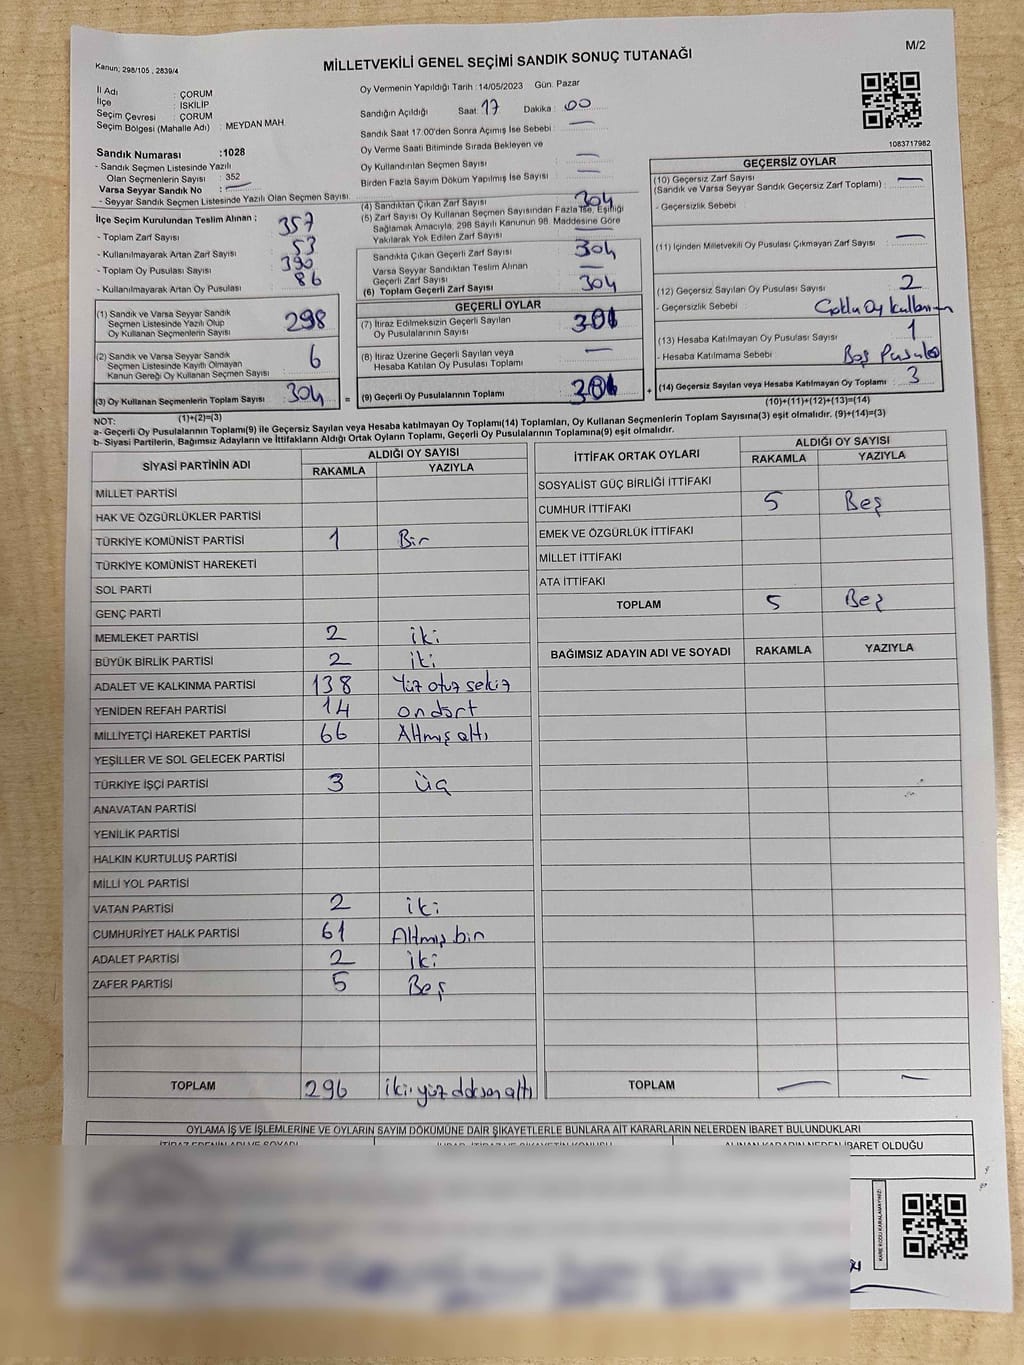 M/2
Kanun; 298/105 , 2839/4
MİLLETVEKİLİ GENEL SEÇİMİ SANDIK SONUÇ TUTANAĞI
İl Adı : ÇORUM
İlçe : İSKİLİP
Seçim Çevresi : ÇORUM
Seçim Bölgesi (Mahalle Adı) : MEYDAN MAH.
Sandık Numarası :1028
- Sandık Seçmen Listesinde Yazılı
Olan Seçmenlerin Sayısı : 352
Varsa Seyyar Sandık No : —
- Seyyar Sandık Seçmen Listesinde Yazılı Olan Seçmen Sayısı:
Oy Vermenin Yapıldığı Tarih : 14/05/2023 Gün: Pazar
Sandığın Açıldığı Saat: 17 Dakika : 00
Sandık Saat 17:00'den Sonra Açımış İse Sebebi : —
Oy Verme Saati Bitiminde Sırada Bekleyen ve
Oy Kullandırılan Seçmen Sayısı : —
Birden Fazla Sayım Döküm Yapılmış İse Sayısı : —
1083717982
İlçe Seçim Kurulundan Teslim Alınan ;
- Toplam Zarf Sayısı : 357
- Kullanılmayarak Artan Zarf Sayısı : 53
- Toplam Oy Pusulası Sayısı : 390
- Kullanılmayarak Artan Oy Pusulası : 86
(4) Sandıktan Çıkan Zarf Sayısı : 304
(5) Zarf Sayısı Oy Kullanan Seçmen Sayısından Fazla İse, Eşitliği
Sağlamak Amacıyla, 298 Sayılı Kanunun 98. Maddesine Göre
Yakılarak Yok Edilen Zarf Sayısı : —
Sandıkta Çıkan Geçerli Zarf Sayısı : 304
Varsa Seyyar Sandıktan Teslim Alınan
Geçerli Zarf Sayısı : —
(6) Toplam Geçerli Zarf Sayısı : 304
GEÇERSİZ OYLAR
(10) Geçersiz Zarf Sayısı
(Sandık ve Varsa Seyyar Sandık Geçersiz Zarf Toplamı) : —
- Geçersizlik Sebebi :
(11) İçinden Milletvekili Oy Pusulası Çıkmayan Zarf Sayısı : —
(12) Geçersiz Sayılan Oy Pusulası Sayısı : 2
- Geçersizlik Sebebi : Çoklu Oy kullanım
(13) Hesaba Katılmayan Oy Pusulası Sayısı : 1
- Hesaba Katılmama Sebebi : Boş Pusula
(14) Geçersiz Sayılan veya Hesaba Katılmayan Oy Toplamı : 3
(10)+(11)+(12)+(13)=(14)
(1) Sandık ve Varsa Seyyar Sandık
Seçmen Listesinde Yazılı Olup
Oy Kullanan Seçmenlerin Sayısı : 298
(2) Sandık ve Varsa Seyyar Sandık
Seçmen Listesinde Kayıtlı Olmayan
Kanun Gereği Oy Kullanan Seçmen Sayısı : 6
(3) Oy Kullanan Seçmenlerin Toplam Sayısı : 304
(1)+(2)=(3)
=
GEÇERLİ OYLAR
(7) İtiraz Edilmeksizin Geçerli Sayılan
Oy Pusulalarının Sayısı : 301
(8) İtiraz Üzerine Geçerli Sayılan veya
Hesaba Katılan Oy Pusulası Toplamı : —
(9) Geçerli Oy Pusulalarının Toplamı : 301
+
NOT:
a- Geçerli Oy Pusulalarının Toplamı(9) ile Geçersiz Sayılan veya Hesaba katılmayan Oy Toplamı(14) Toplamları, Oy Kullanan Seçmenlerin Toplam Sayısına(3) eşit olmalıdır. (9)+(14)=(3)
b- Siyasi Partilerin, Bağımsız Adayların ve İttifakların Aldığı Ortak Oyların Toplamı, Geçerli Oy Pusulalarının Toplamına(9) eşit olmalıdır.
SİYASİ PARTİNİN ADI ALDIĞI OY SAYISI
RAKAMLA YAZIYLA
MİLLET PARTİSİ
HAK VE ÖZGÜRLÜKLER PARTİSİ
TÜRKİYE KOMÜNİST PARTİSİ 1 Bir
TÜRKİYE KOMÜNİST HAREKETİ
SOL PARTİ
GENÇ PARTİ
MEMLEKET PARTİSİ 2 iki
BÜYÜK BİRLİK PARTİSİ 2 iki
ADALET VE KALKINMA PARTİSİ 138 Yüz otuz sekiz
YENİDEN REFAH PARTİSİ 14 ondört
MİLLİYETÇİ HAREKET PARTİSİ 66 Altmış altı
YEŞİLLER VE SOL GELECEK PARTİSİ
TÜRKİYE İŞÇİ PARTİSİ 3 Üç
ANAVATAN PARTİSİ
YENİLİK PARTİSİ
HALKIN KURTULUŞ PARTİSİ
MİLLİ YOL PARTİSİ
VATAN PARTİSİ 2 iki
CUMHURİYET HALK PARTİSİ 61 Altmış bir
ADALET PARTİSİ 2 iki
ZAFER PARTİSİ 5 Beş
TOPLAM 296 iki yüz doksan altı
İTTİFAK ORTAK OYLARI ALDIĞI OY SAYISI
RAKAMLA YAZIYLA
SOSYALİST GÜÇ BİRLİĞİ İTTİFAKI
CUMHUR İTTİFAKI 5 Beş
EMEK VE ÖZGÜRLÜK İTTİFAKI
MİLLET İTTİFAKI
ATA İTTİFAKI
TOPLAM 5 Beş
BAĞIMSIZ ADAYIN ADI VE SOYADI RAKAMLA YAZIYLA
TOPLAM — —
OYLAMA İŞ VE İŞLEMLERİNE VE OYLARIN SAYIM DÖKÜMÜNE DAİR ŞİKAYETLERLE BUNLARA AİT KARARLARIN NELERDEN İBARET BULUNDUKLARI
İTİRAZ EDENİN ADI VE SOYADI
ALINAN KARARIN NEDEN İBARET OLDUĞU
KARE KODU KARALAMAYINIZ!